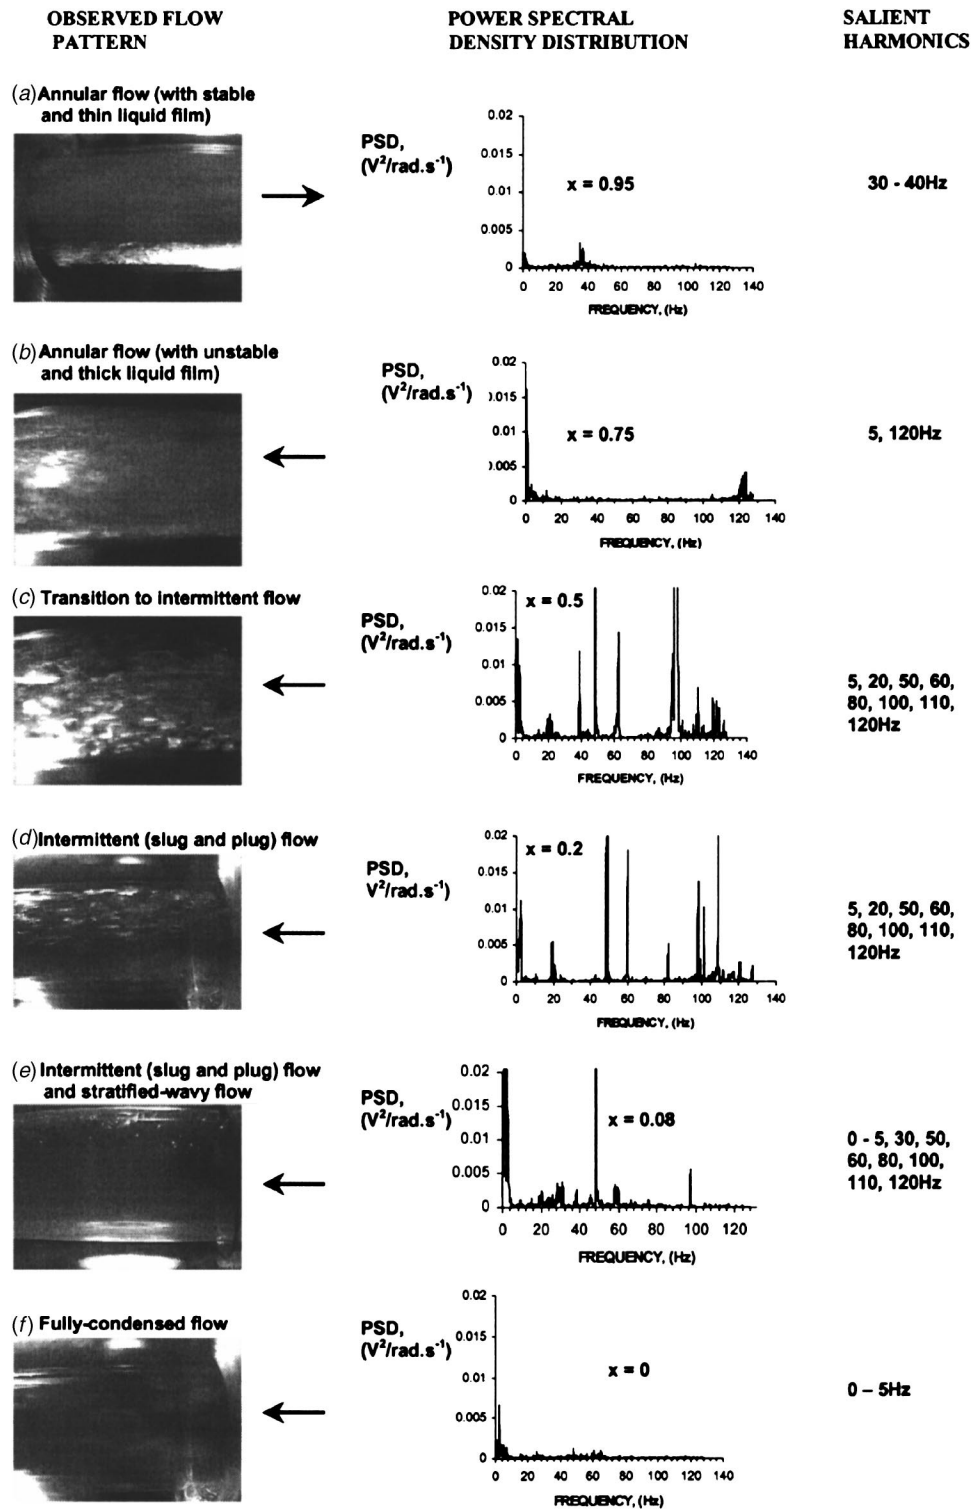 OBSERVED FLOW
PATTERN
POWER SPECTRAL
DENSITY DISTRIBUTION
SALIENT
HARMONICS
(a) Annular flow (with stable
and thin liquid film)
PSD,
(V²/rad.s⁻¹)
0.02
0.015
0.01
0.005
0
x = 0.95
0 20 40 60 80 100 120 140
FREQUENCY, (Hz)
30 - 40Hz
(b) Annular flow (with unstable
and thick liquid film)
PSD,
(V²/rad.s⁻¹)
0.02
0.015
0.01
0.005
0
x = 0.75
0 20 40 60 80 100 120 140
FREQUENCY, (Hz)
5, 120Hz
(c) Transition to intermittent flow
PSD,
(V²/rad.s⁻¹)
0.02
0.015
0.01
0.005
0
x = 0.5
0 20 40 60 80 100 120 140
FREQUENCY, (Hz)
5, 20, 50, 60,
80, 100, 110,
120Hz
(d) Intermittent (slug and plug) flow
PSD,
V²/rad.s⁻¹)
0.02
0.015
0.01
0.005
0
x = 0.2
0 20 40 60 80 100 120 140
FREQUENCY, (Hz)
5, 20, 50, 60,
80, 100, 110,
120Hz
(e) Intermittent (slug and plug) flow
and stratified-wavy flow
PSD,
(V²/rad.s⁻¹)
0.02
0.015
0.01
0.005
0
x = 0.08
0 20 40 60 80 100 120
FREQUENCY, (Hz)
0 - 5, 30, 50,
60, 80, 100,
110, 120Hz
(f) Fully-condensed flow
PSD,
(V²/rad.s⁻¹)
0.02
0.015
0.01
0.005
0
x = 0
0 20 40 60 80 100 120 140
FREQUENCY, (Hz)
0 – 5Hz